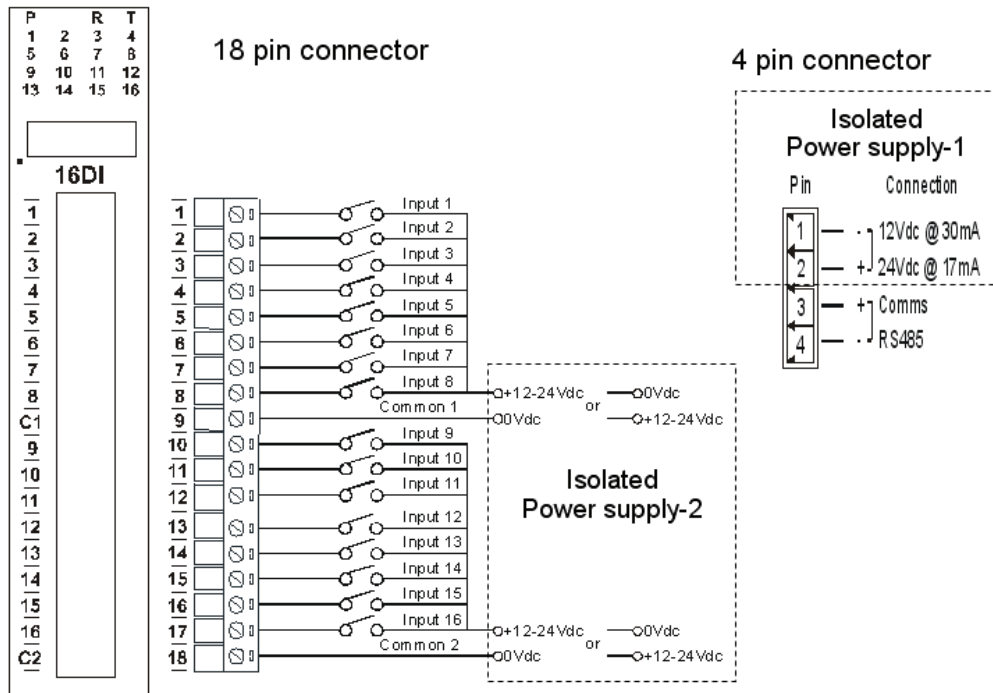 P R T
1 2 3 4
5 6 7 8
9 10 11 12
13 14 15 16
16DI
1
2
3
4
5
6
7
8
C1
9
10
11
12
13
14
15
16
C2
18 pin connector
1 Input 1
2 Input 2
3 Input 3
4 Input 4
5 Input 5
6 Input 6
7 Input 7
8 Input 8 +12-24Vdc or 0Vdc
9 Common 1 0Vdc +12-24Vdc
10 Input 9
11 Input 10
12 Input 11
13 Input 12
14 Input 13
15 Input 14
16 Input 15
17 Input 16 +12-24Vdc or 0Vdc
18 Common 2 0Vdc +12-24Vdc
Isolated
Power supply-2
4 pin connector
Isolated
Power supply-1
Pin Connection
1 - 12Vdc @ 30mA
2 + 24Vdc @ 17mA
3 + Comms
4 - RS485